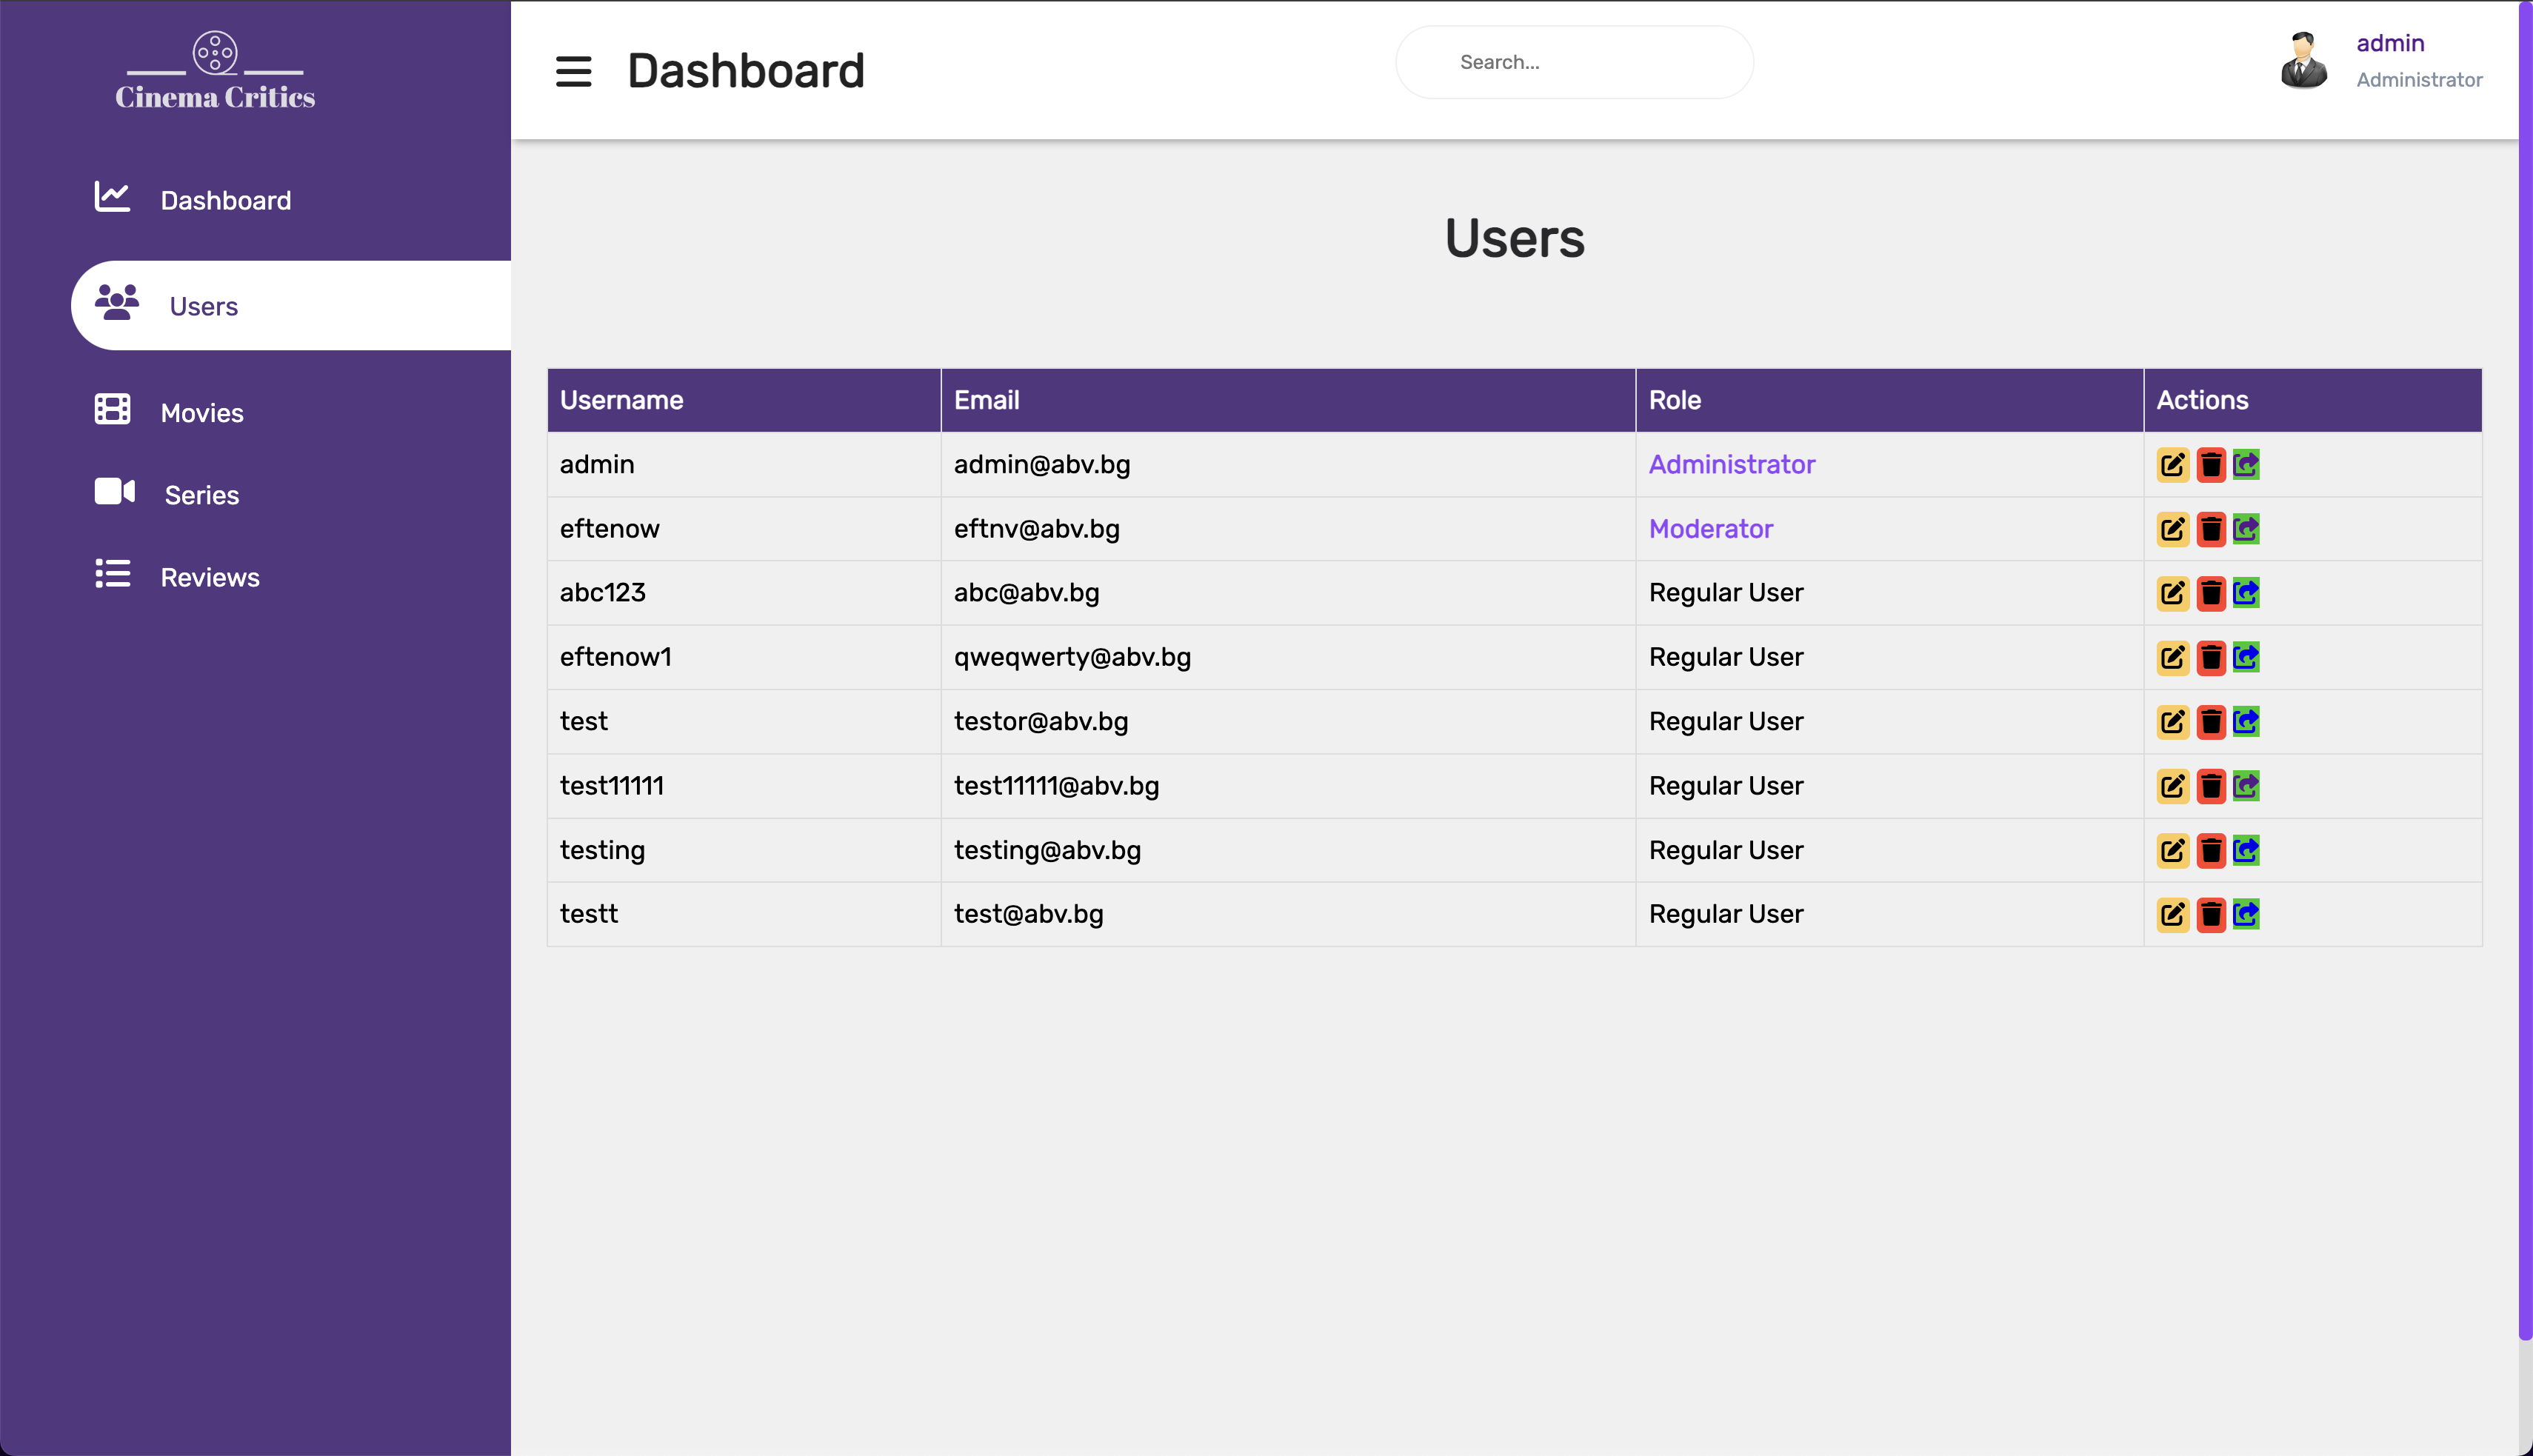 Cinema Critics
Dashboard
Users
Movies
Series
Reviews
Dashboard
Search...
admin
Administrator
Users
Username Email Role Actions
admin admin@abv.bg Administrator
eftenow eftnv@abv.bg Moderator
abc123 abc@abv.bg Regular User
eftenow1 qweqwerty@abv.bg Regular User
test testor@abv.bg Regular User
test11111 test11111@abv.bg Regular User
testing testing@abv.bg Regular User
testt test@abv.bg Regular User